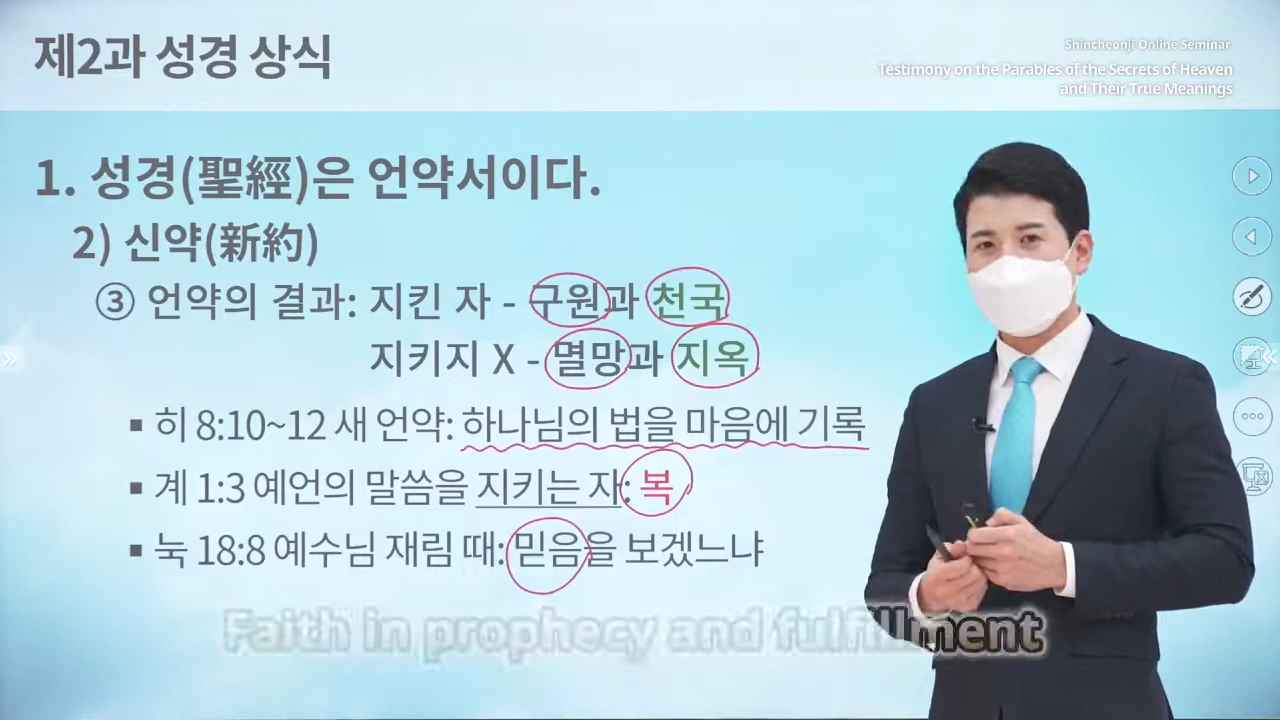 제2과 성경 상식
Shincheonji Online Seminar
Testimony on the Parables of the Secrets of Heaven
and Their True Meanings
1. 성경(聖經)은 언약서이다.
2) 신약(新約)
③ 언약의 결과: 지킨 자 - 구원과 천국
지키지 X - 멸망과 지옥
▪ 히 8:10~12 새 언약: 하나님의 법을 마음에 기록
▪ 계 1:3 예언의 말씀을 지키는 자: 복
▪ 눅 18:8 예수님 재림 때: 믿음을 보겠느냐
Faith in prophecy and fulfillment